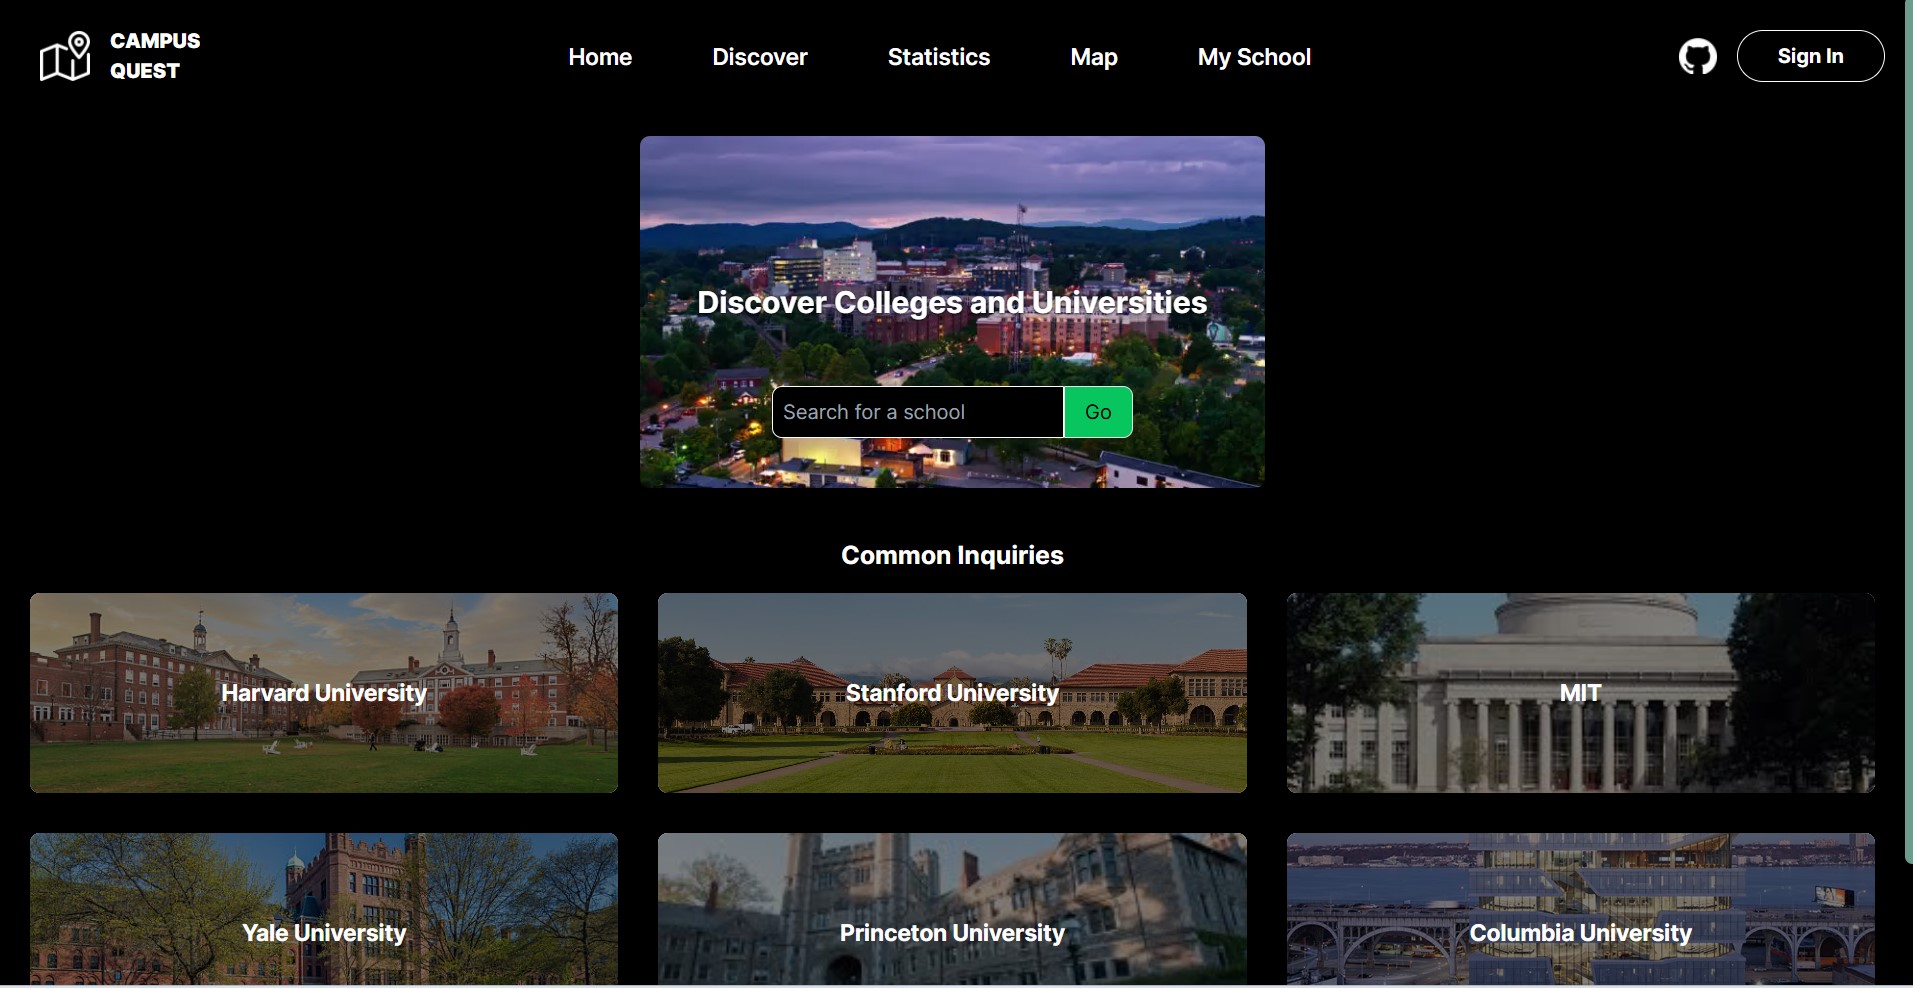 CAMPUS
QUEST
Home
Discover
Statistics
Map
My School
Sign In
Discover Colleges and Universities
Search for a school
Go
Common Inquiries
Harvard University
Stanford University
MIT
Yale University
Princeton University
Columbia University